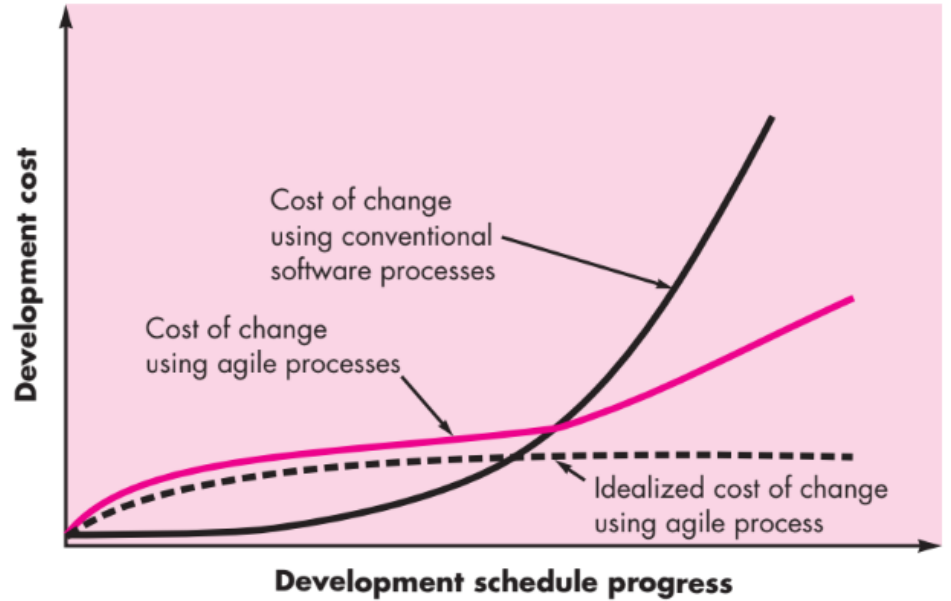 Development cost
Cost of change
using conventional
software processes
Cost of change
using agile processes
Idealized cost of change
using agile process
Development schedule progress